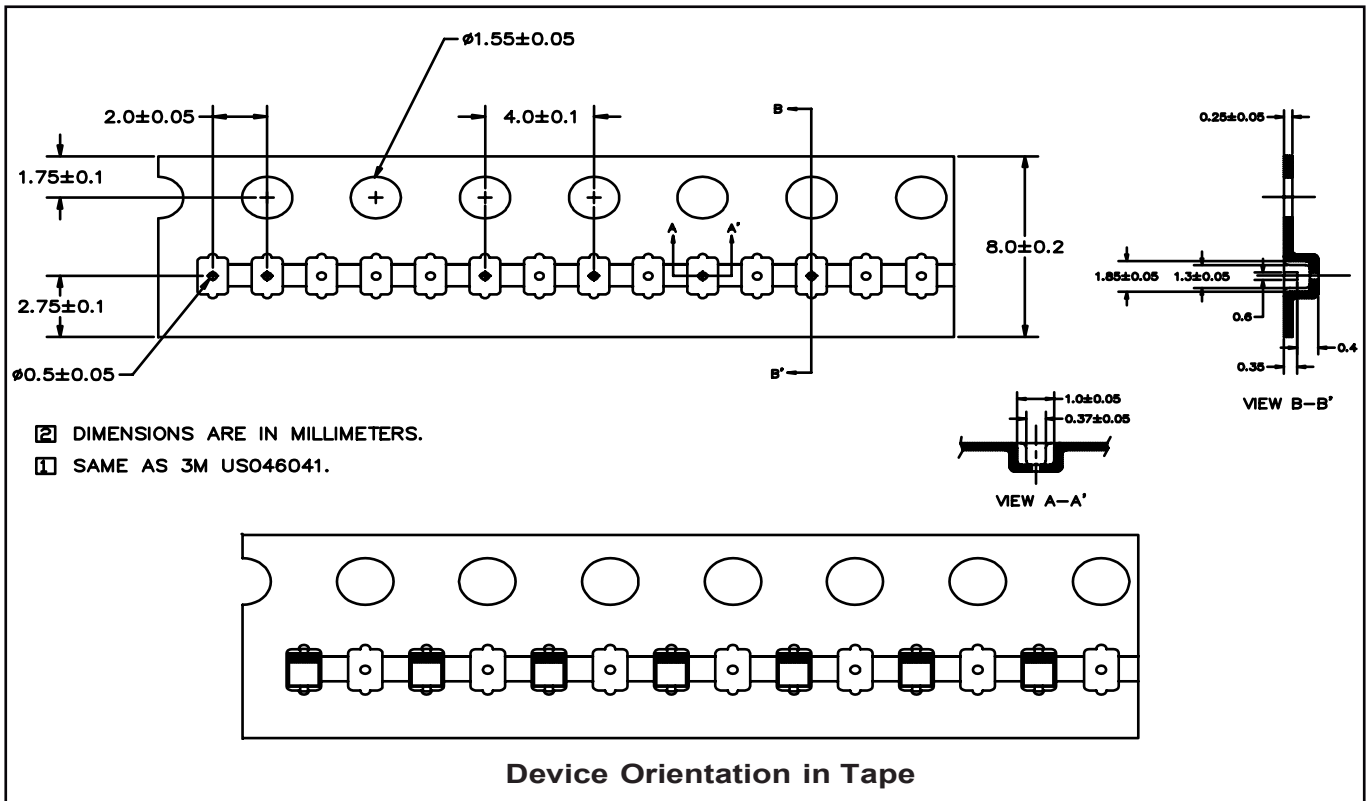 ø1.55±0.05
2.0±0.05
4.0±0.1
B
0.25±0.05
1.75±0.1
A
A'
8.0±0.2
1.85±0.05
1.3±0.05
2.75±0.1
0.6
0.4
0.35
ø0.5±0.05
B'
VIEW B-B'
1.0±0.05
0.37±0.05
2 DIMENSIONS ARE IN MILLIMETERS.
1 SAME AS 3M US046041.
VIEW A-A'
Device Orientation in Tape